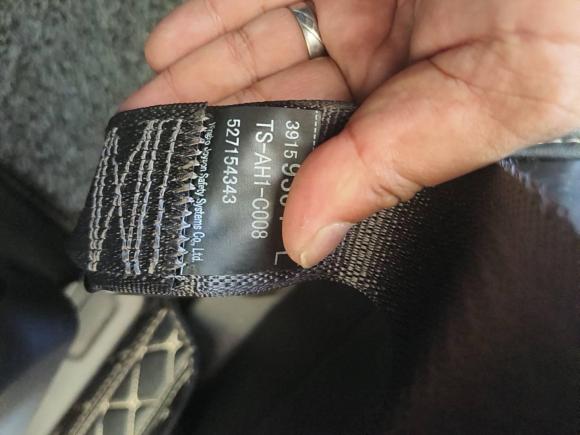 3915
TS-AH1-C008
527154343
Safety Systems Co., Ltd